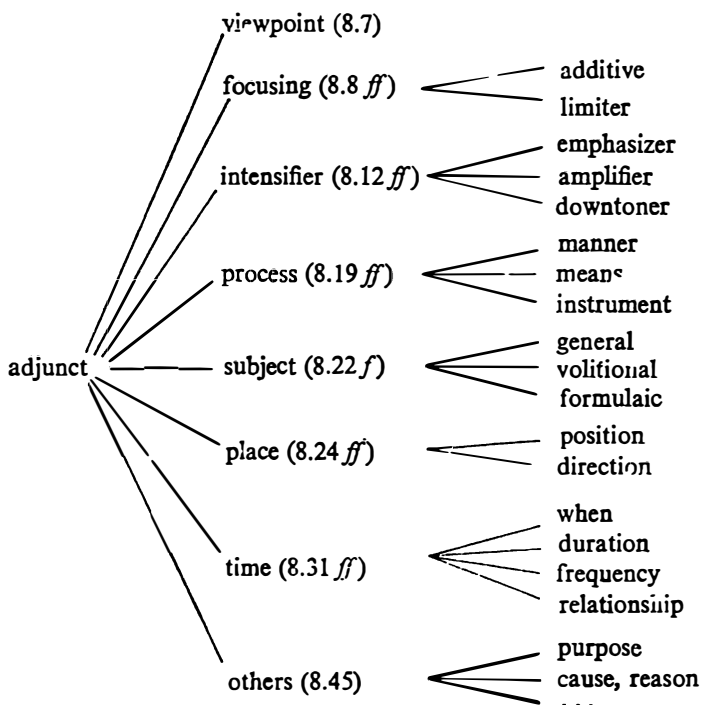 viewpoint (8.7)
focusing (8.8 ff)
additive
limiter
intensifier (8.12 ff)
emphasizer
amplifier
downtoner
process (8.19 ff)
manner
means
instrument
adjunct
subject (8.22 f)
general
volitional
formulaic
place (8.24 ff)
position
direction
time (8.31 ff)
when
duration
frequency
relationship
others (8.45)
purpose
cause, reason